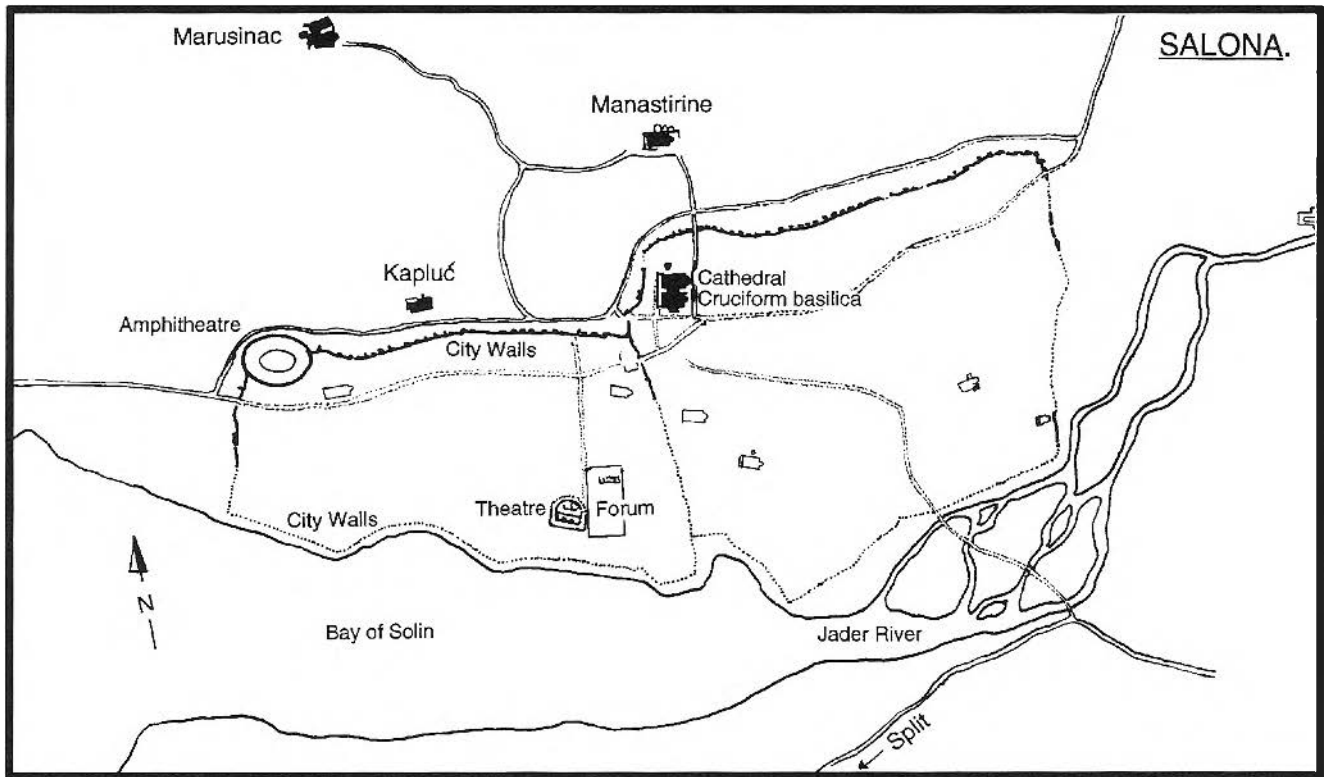 Marusinac
SALONA.
Manastirine
Kapluć
Cathedral
Cruciform basilica
Amphitheatre
City Walls
Theatre
Forum
City Walls
N
Bay of Solin
Jader River
Split